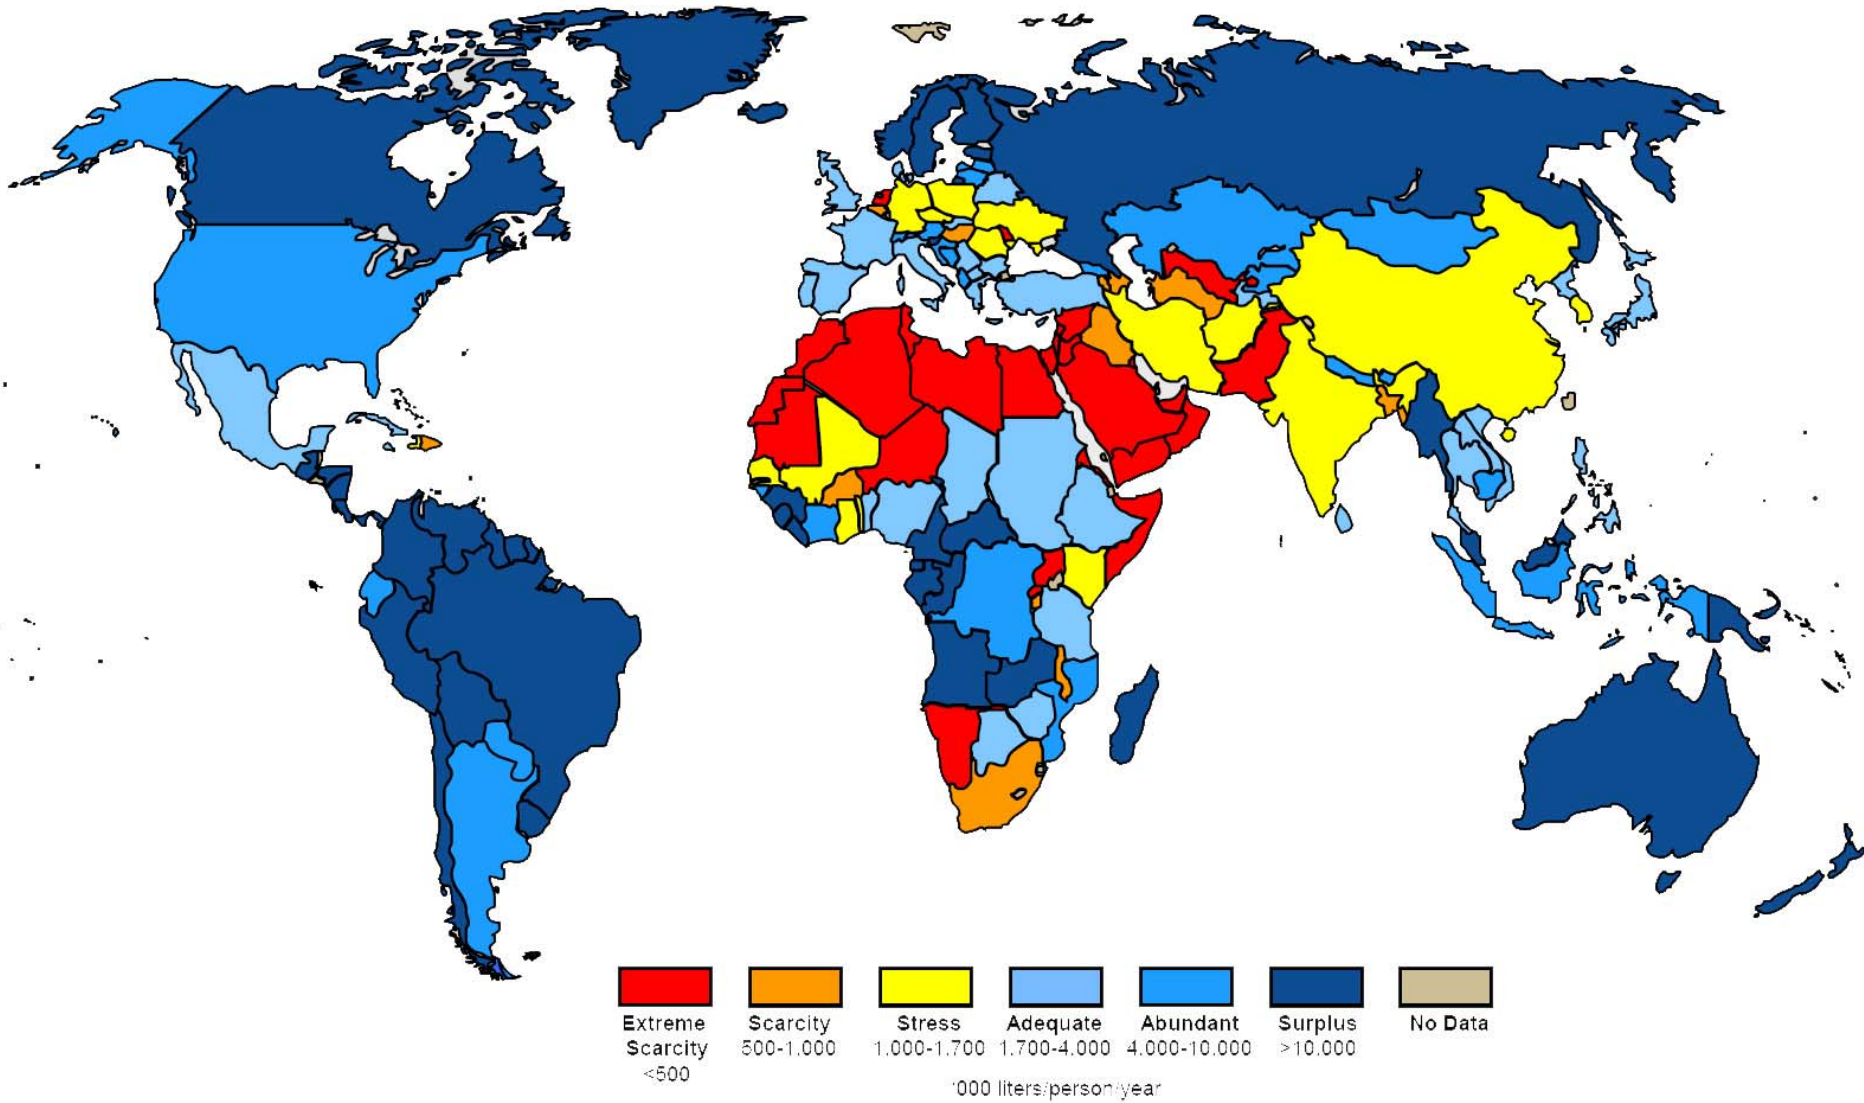 Extreme
Scarcity
<500
Scarcity
500-1.000
Stress
1.000-1.700
Adequate
1.700-4.000
Abundant
4.000-10.000
Surplus
>10.000
No Data
'000 liters/person/year